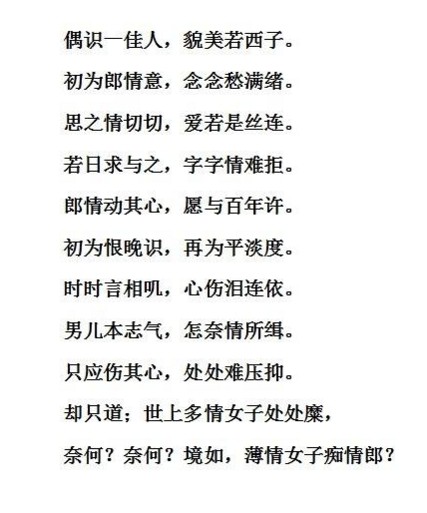 偶识一佳人，貌美若西子。
初为郎情意，念念愁满绪。
思之情切切，爱若是丝连。
若日求与之，字字情难拒。
郎情动其心，愿与百年许。
初为恨晚识，再为平淡度。
时时言相叽，心伤泪连依。
男儿本志气，怎奈情所缉。
只应伤其心，处处难压抑。
却只道；世上多情女子处处糜，
奈何？奈何？境如，薄情女子痴情郎？